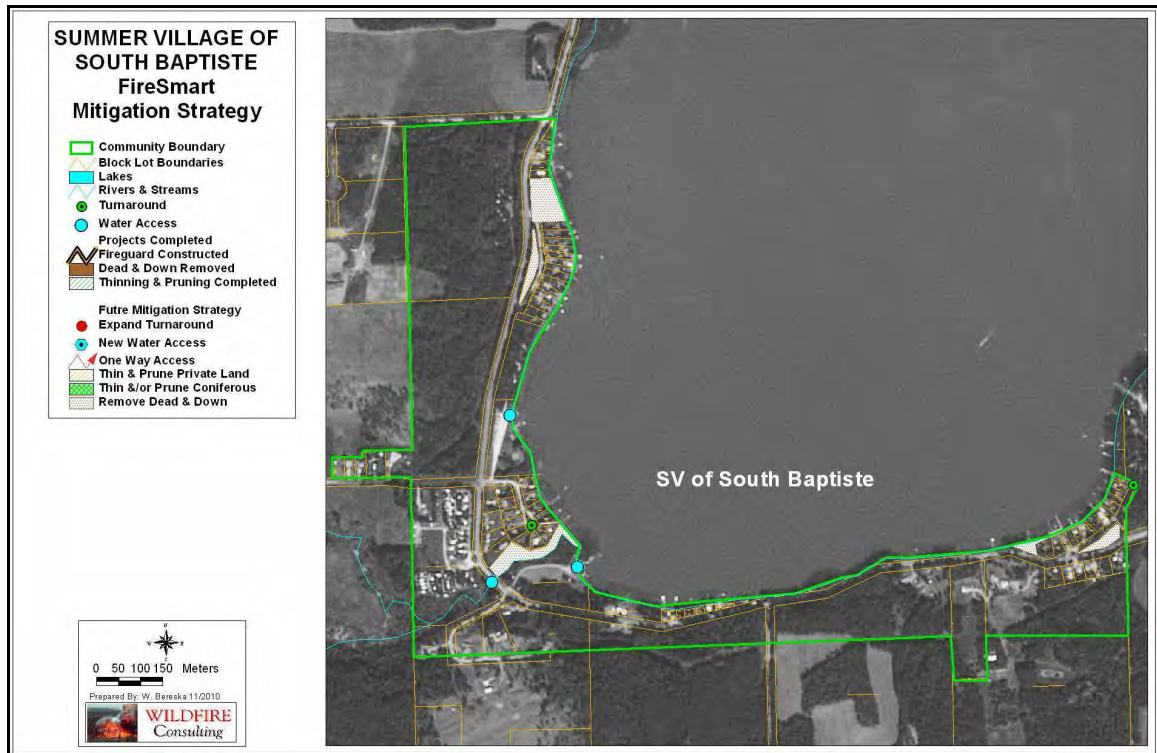 SUMMER VILLAGE OF
SOUTH BAPTISTE
FireSmart
Mitigation Strategy
Community Boundary
Block Lot Boundaries
Lakes
Rivers & Streams
Turnaround
Water Access
Projects Completed
Fireguard Constructed
Dead & Down Removed
Thinning & Pruning Completed
Futre Mitigation Strategy
Expand Turnaround
New Water Access
One Way Access
Thin & Prune Private Land
Thin &/or Prune Coniferous
Remove Dead & Down
SV of South Baptiste
0 50 100 150 Meters
Prepared By: W. Bereska 11/2010
WILDFIRE
Consulting